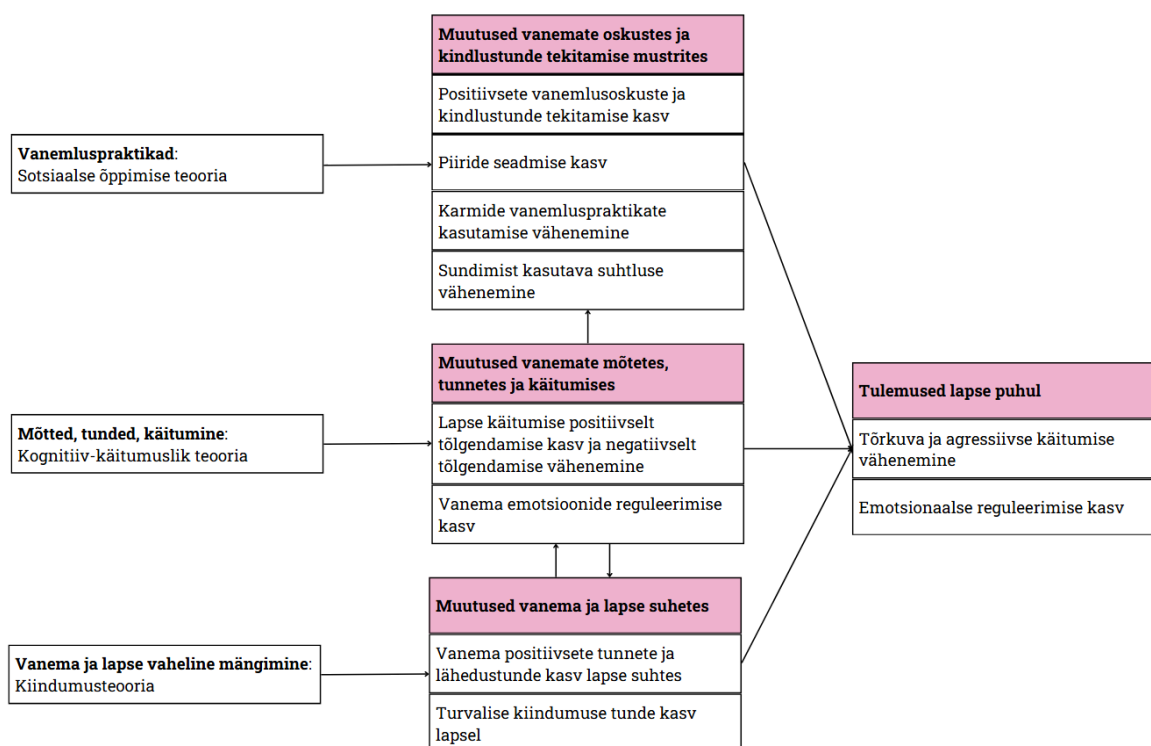 Muutused vanemate oskustes ja
kindlustunde tekitamise mustrites
Positiivsete vanemlusoskuste ja
kindlustunde tekitamise kasv
Vanemluspraktikad:
Sotsiaalse õppimise teooria
Piiride seadmise kasv
Karmide vanemluspraktikate
kasutamise vähenemine
Sundimist kasutava suhtluse
vähenemine
Muutused vanemate mõtetes,
tunnetes ja käitumises
Mõtted, tunded, käitumine:
Kognitiiv-käitumuslik teooria
Lapse käitumise positiivselt
tõlgendamise kasv ja negatiivselt
tõlgendamise vähenemine
Vanema emotsioonide reguleerimise
kasv
Tulemused lapse puhul
Tõrkuva ja agressiivse käitumise
vähenemine
Emotsionaalse reguleerimise kasv
Muutused vanema ja lapse suhetes
Vanema ja lapse vaheline mängimine:
Kiindumusteooria
Vanema positiivsete tunnete ja
lähedustunde kasv lapse suhtes
Turvalise kiindumuse tunde kasv
lapsel